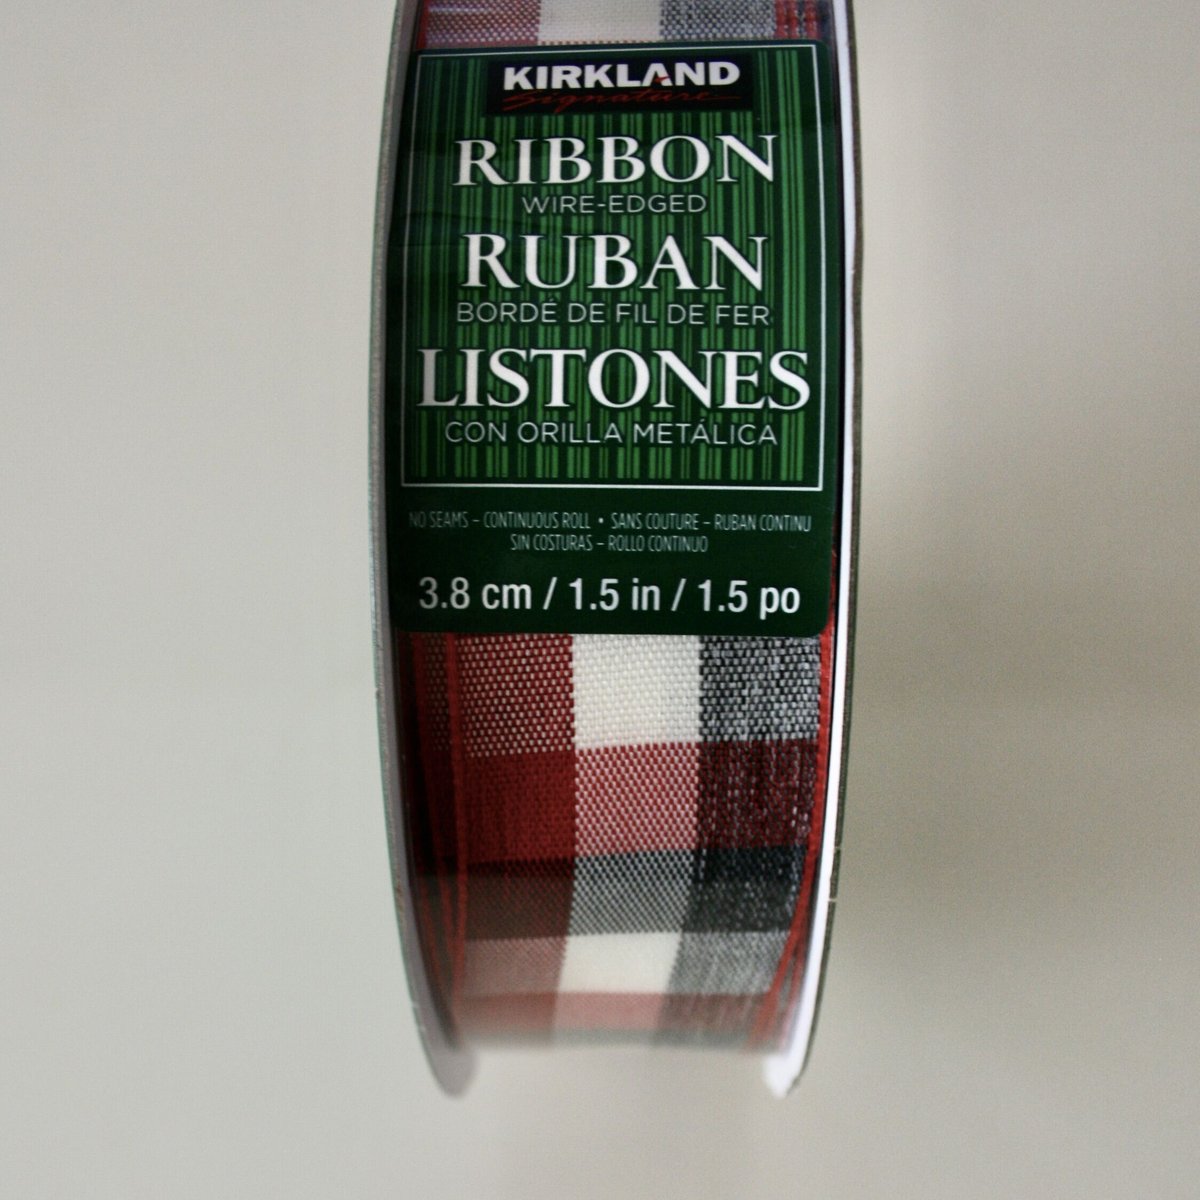 KIRKLAND
Signature
RIBBON
WIRE-EDGED
RUBAN
BORDÉ DE FIL DE FER
LISTONES
CON ORILLA METÁLICA
NO SEAMS – CONTINUOUS ROLL • SANS COUTURE – RUBAN CONTINU
SIN COSTURAS – ROLLO CONTINUO
3.8 cm / 1.5 in / 1.5 po